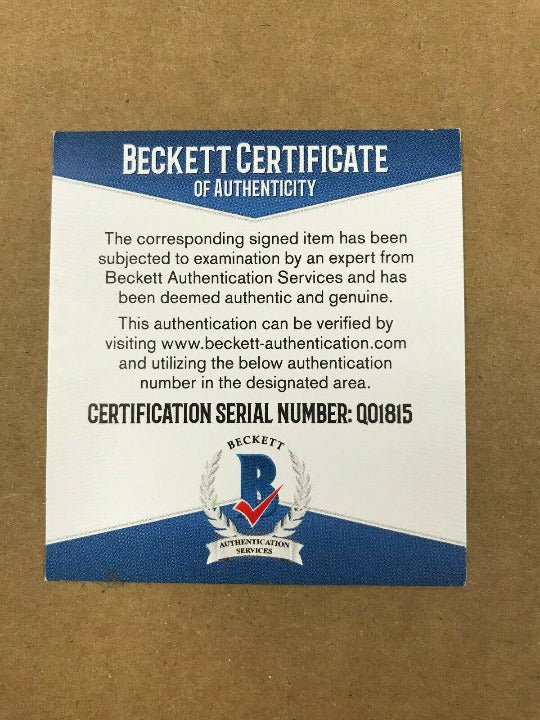 BECKETT CERTIFICATE
OF AUTHENTICITY
The corresponding signed item has been
subjected to examination by an expert from
Beckett Authentication Services and has
been deemed authentic and genuine.
This authentication can be verified by
visiting www.beckett-authentication.com
and utilizing the below authentication
number in the designated area.
CERTIFICATION SERIAL NUMBER: Q01815
BECKETT
B
AUTHENTICATION
SERVICES